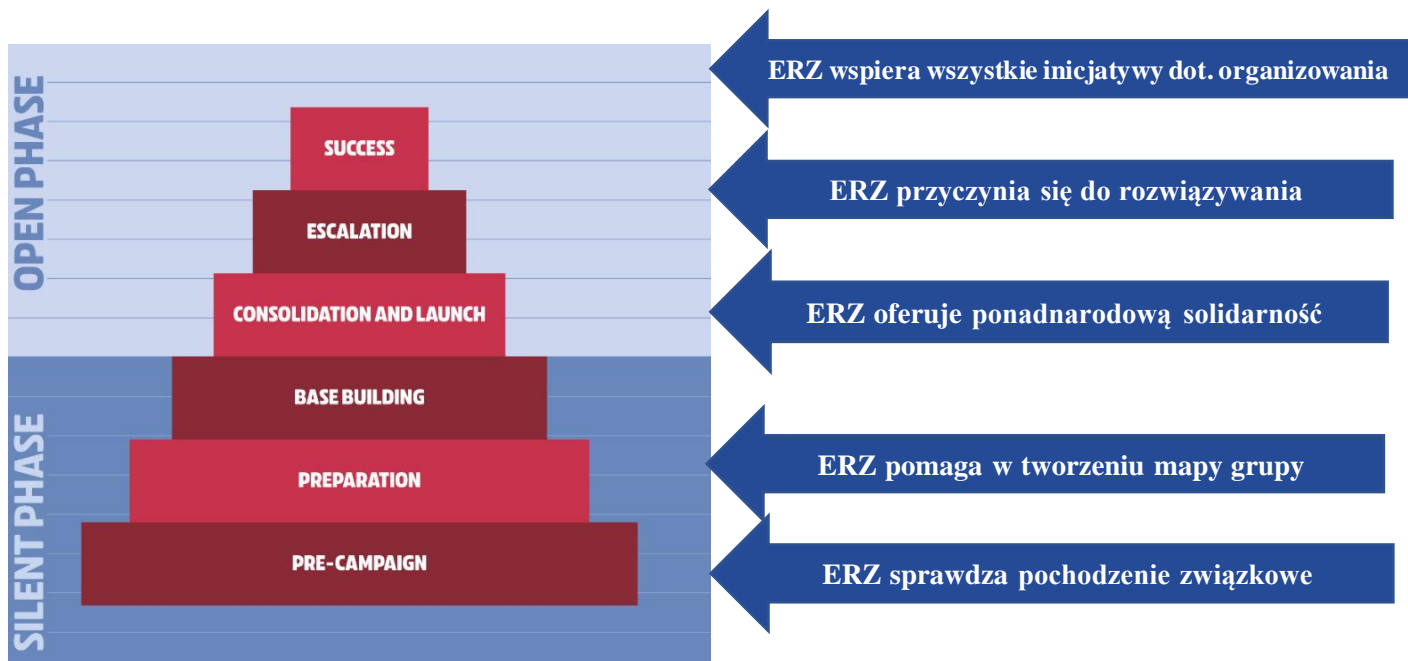 OPEN PHASE
SUCCESS
ESCALATION
CONSOLIDATION AND LAUNCH
SILENT PHASE
BASE BUILDING
PREPARATION
PRE-CAMPAIGN
ERZ wspiera wszystkie inicjatywy dot. organizowania
ERZ przyczynia się do rozwiązywania
ERZ oferuje ponadnarodową solidarność
ERZ pomaga w tworzeniu mapy grupy
ERZ sprawdza pochodzenie związkowe